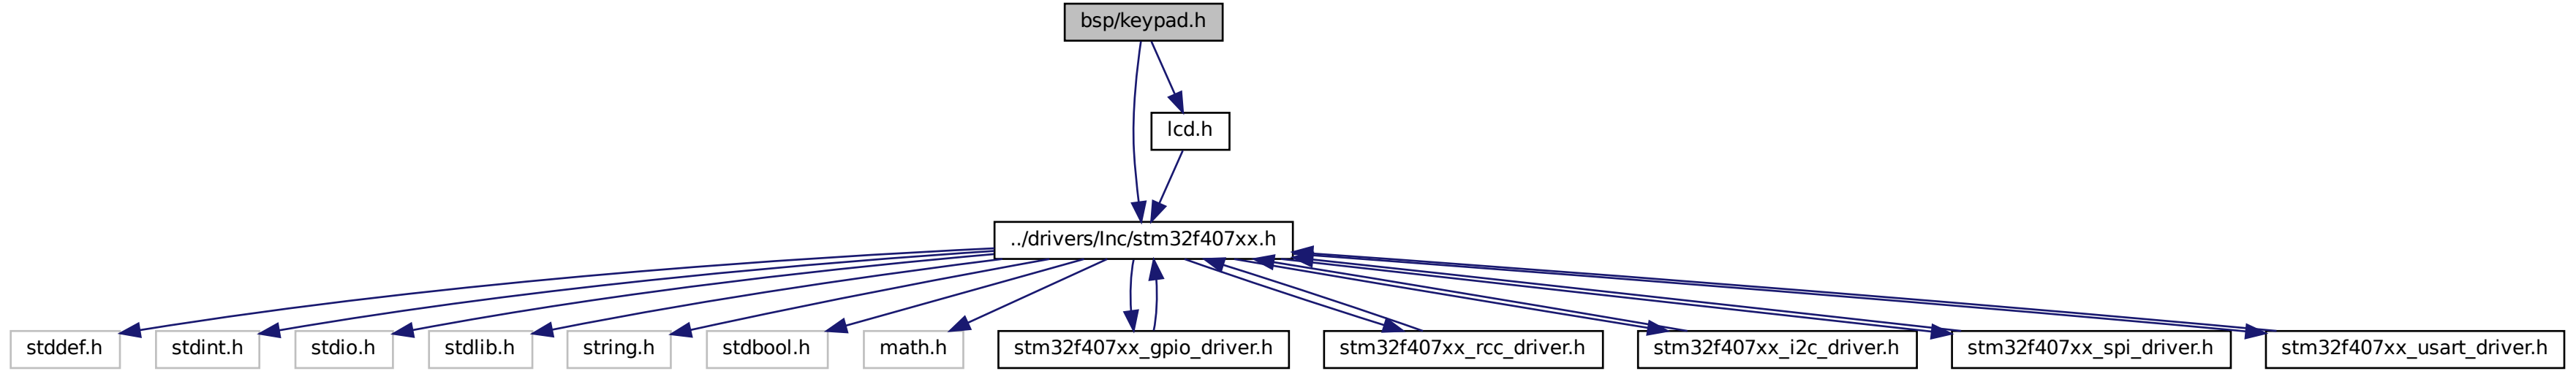 bsp/keypad.h
lcd.h
../drivers/Inc/stm32f407xx.h
stddef.h
stdint.h
stdio.h
stdlib.h
string.h
stdbool.h
math.h
stm32f407xx_gpio_driver.h
stm32f407xx_rcc_driver.h
stm32f407xx_i2c_driver.h
stm32f407xx_spi_driver.h
stm32f407xx_usart_driver.h